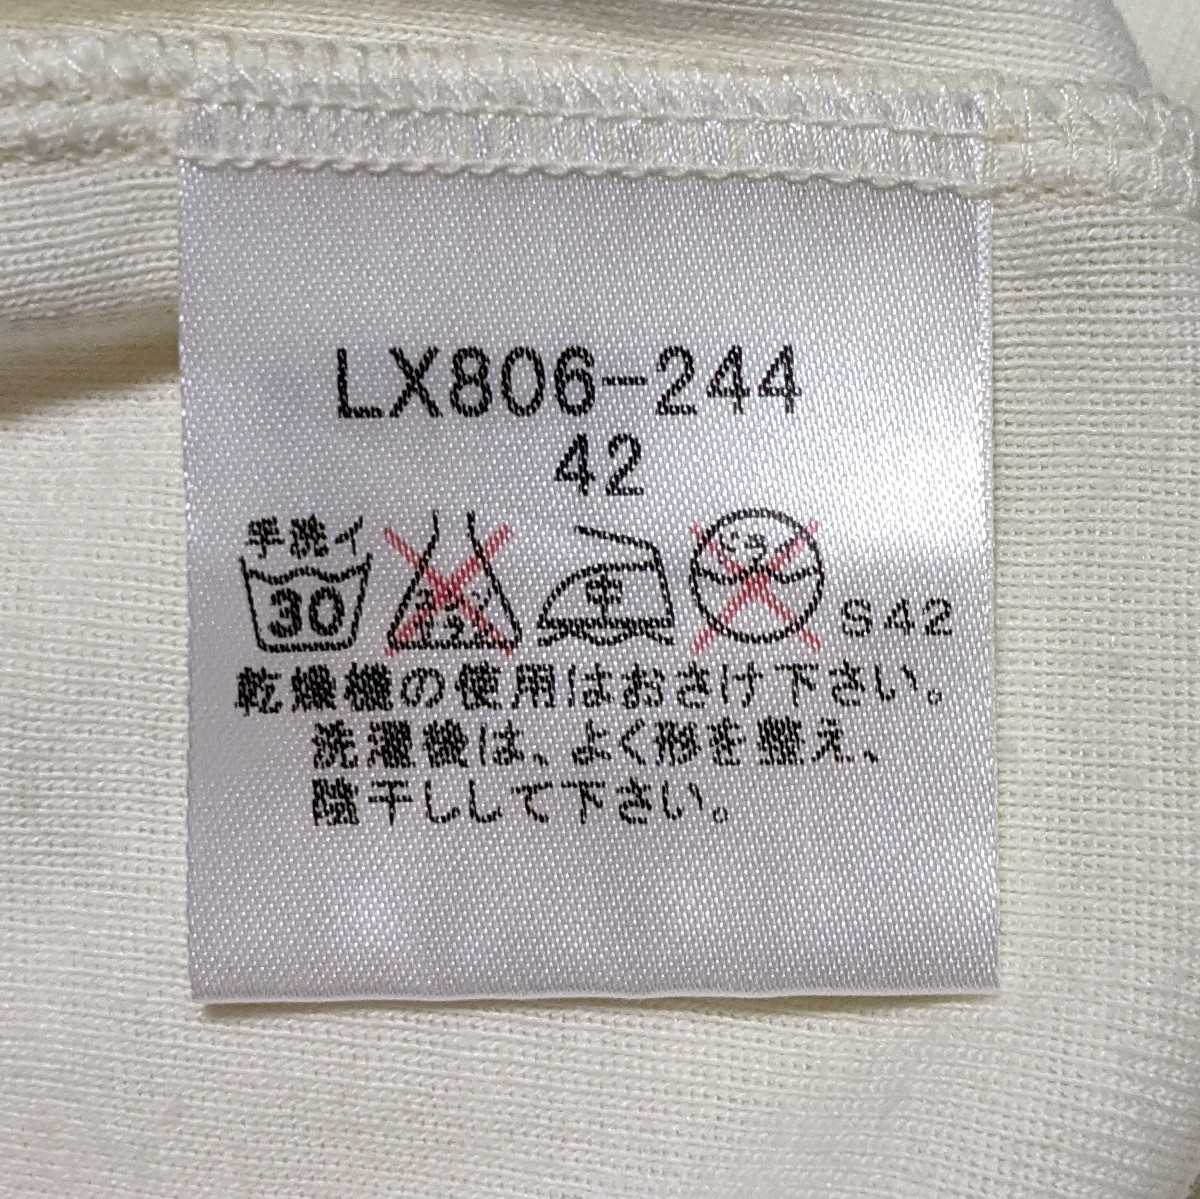 LX806-244
42
手洗イ
30 中 S42
乾燥機の使用はおさけ下さい。
洗濯後は、よく形を整え、
陰干しして下さい。